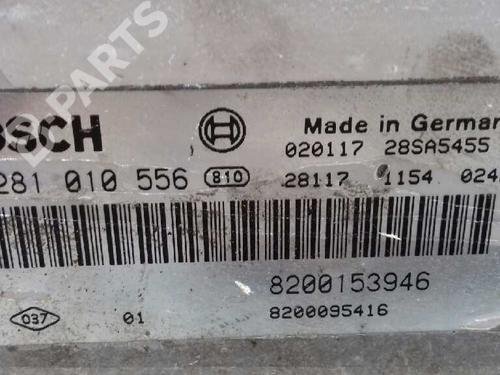 PARTS
OSCH
Made in German
020117 28SA5455
281 010 556 810
28117 1154 024
8200153946
037 01
8200095416